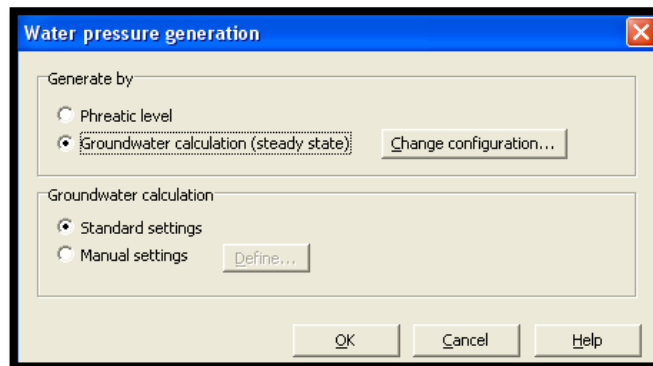 Water pressure generation
Generate by
Phreatic level
Groundwater calculation (steady state)
Change configuration...
Groundwater calculation
Standard settings
Manual settings
Define...
OK
Cancel
Help